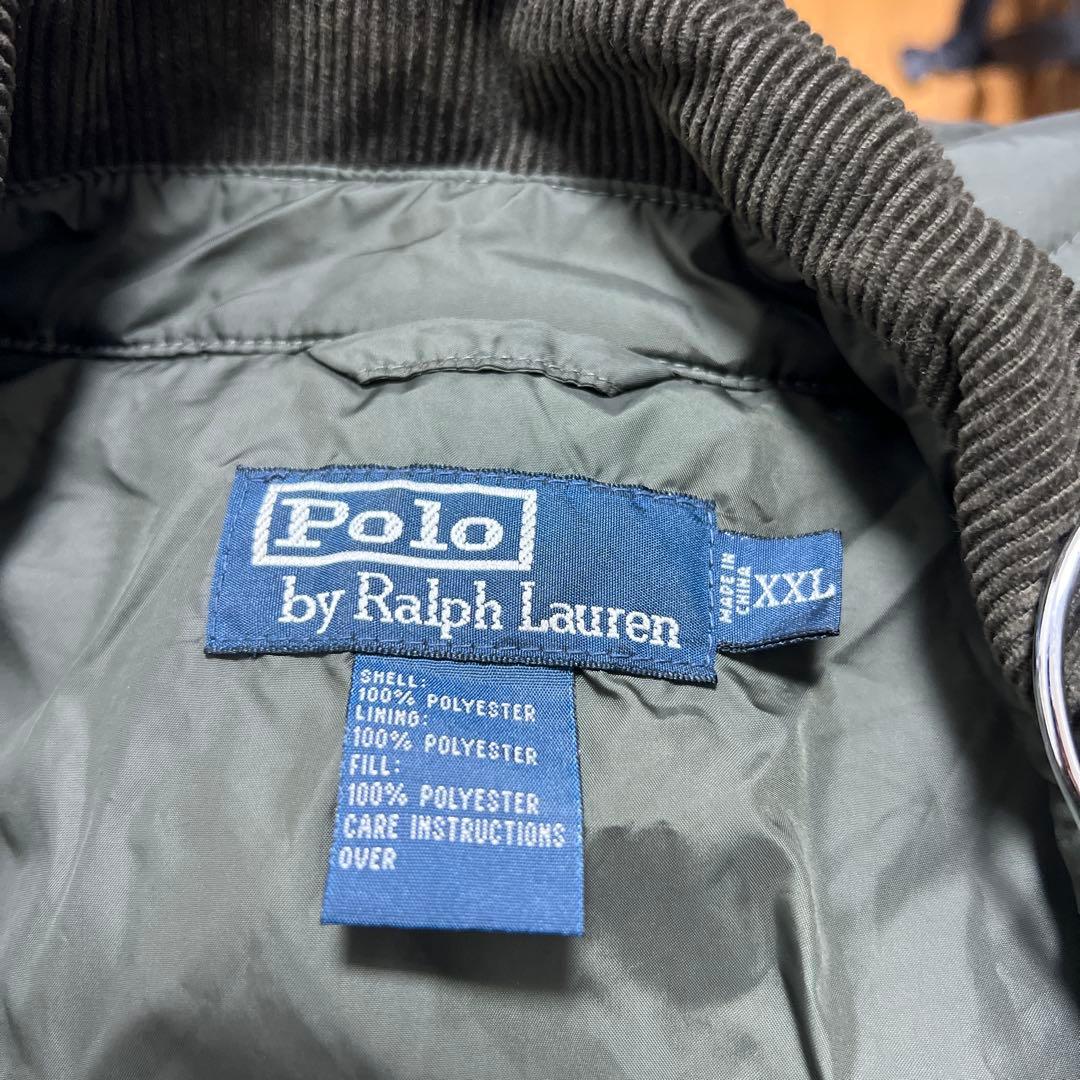 Polo
by Ralph Lauren
MADE IN
CHINA
XXL
SHELL:
100% POLYESTER
LINING:
100% POLYESTER
FILL:
100% POLYESTER
CARE INSTRUCTIONS
OVER